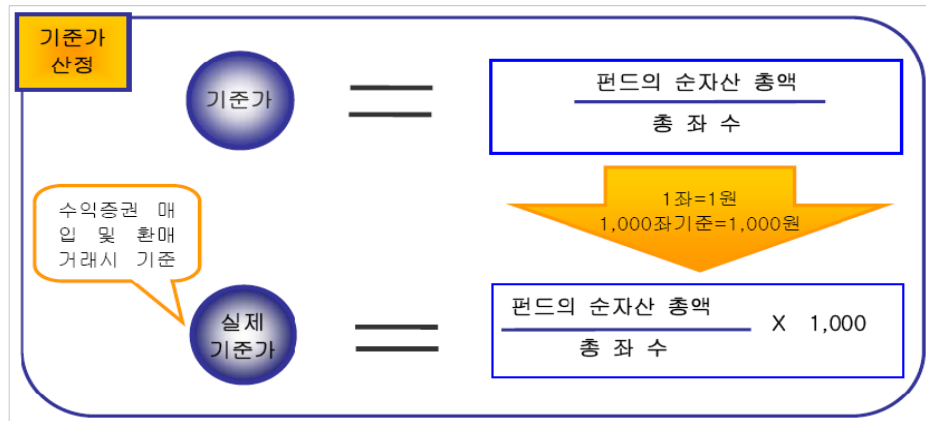 기준가
산정
기준가
펀드의 순자산 총액
총 좌 수
1좌=1원
1,000좌기준=1,000원
수익증권 매
입 및 환매
거래시 기준
실제
기준가
펀드의 순자산 총액
총 좌 수
X 1,000